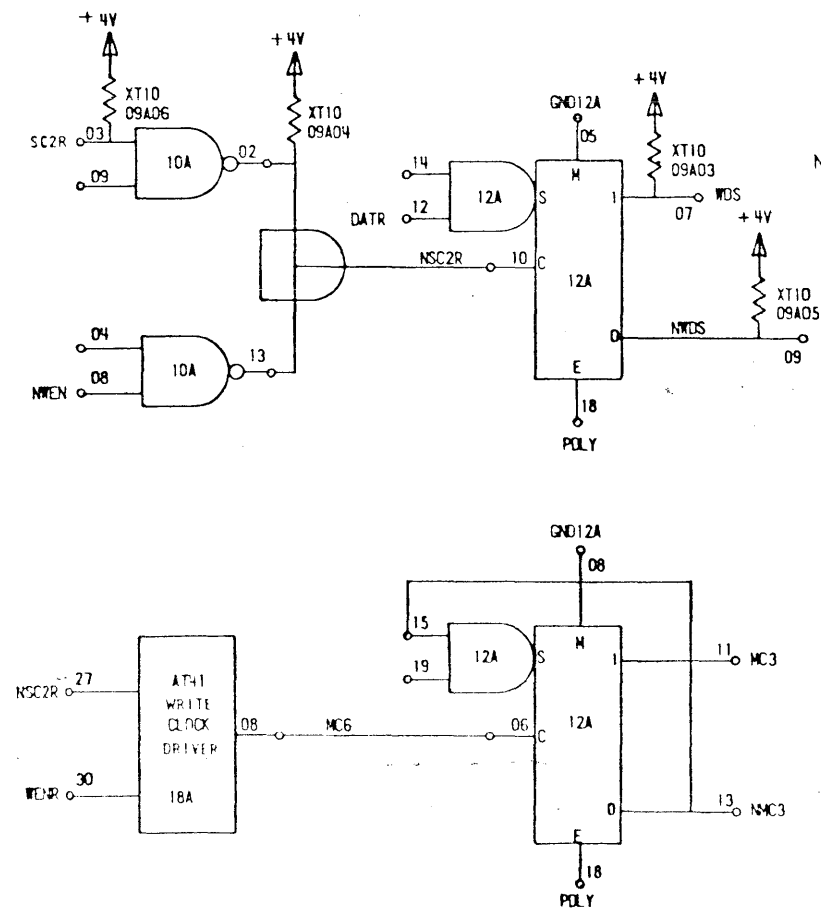 + 4V
+ 4V
XT10
09A06
XT10
09A04
SC2R 03
10A
02
09
+ 4V
GND12A
05
XT10
09A03
14
12A
S
M
1
07
WDS
12
DATR
+ 4V
NSC2R
10
C
12A
XT10
09A05
04
13
08
10A
NWEN
0
NWDS
09
E
18
PDLY
N
GND12A
08
15
12A
S
M
1
11
MC3
19
27
NSC2R
AT41
WRITE
CLOCK
DRIVER
18A
08
MC6
06
C
12A
30
WENR
0
13
NMC3
E
18
PDLY